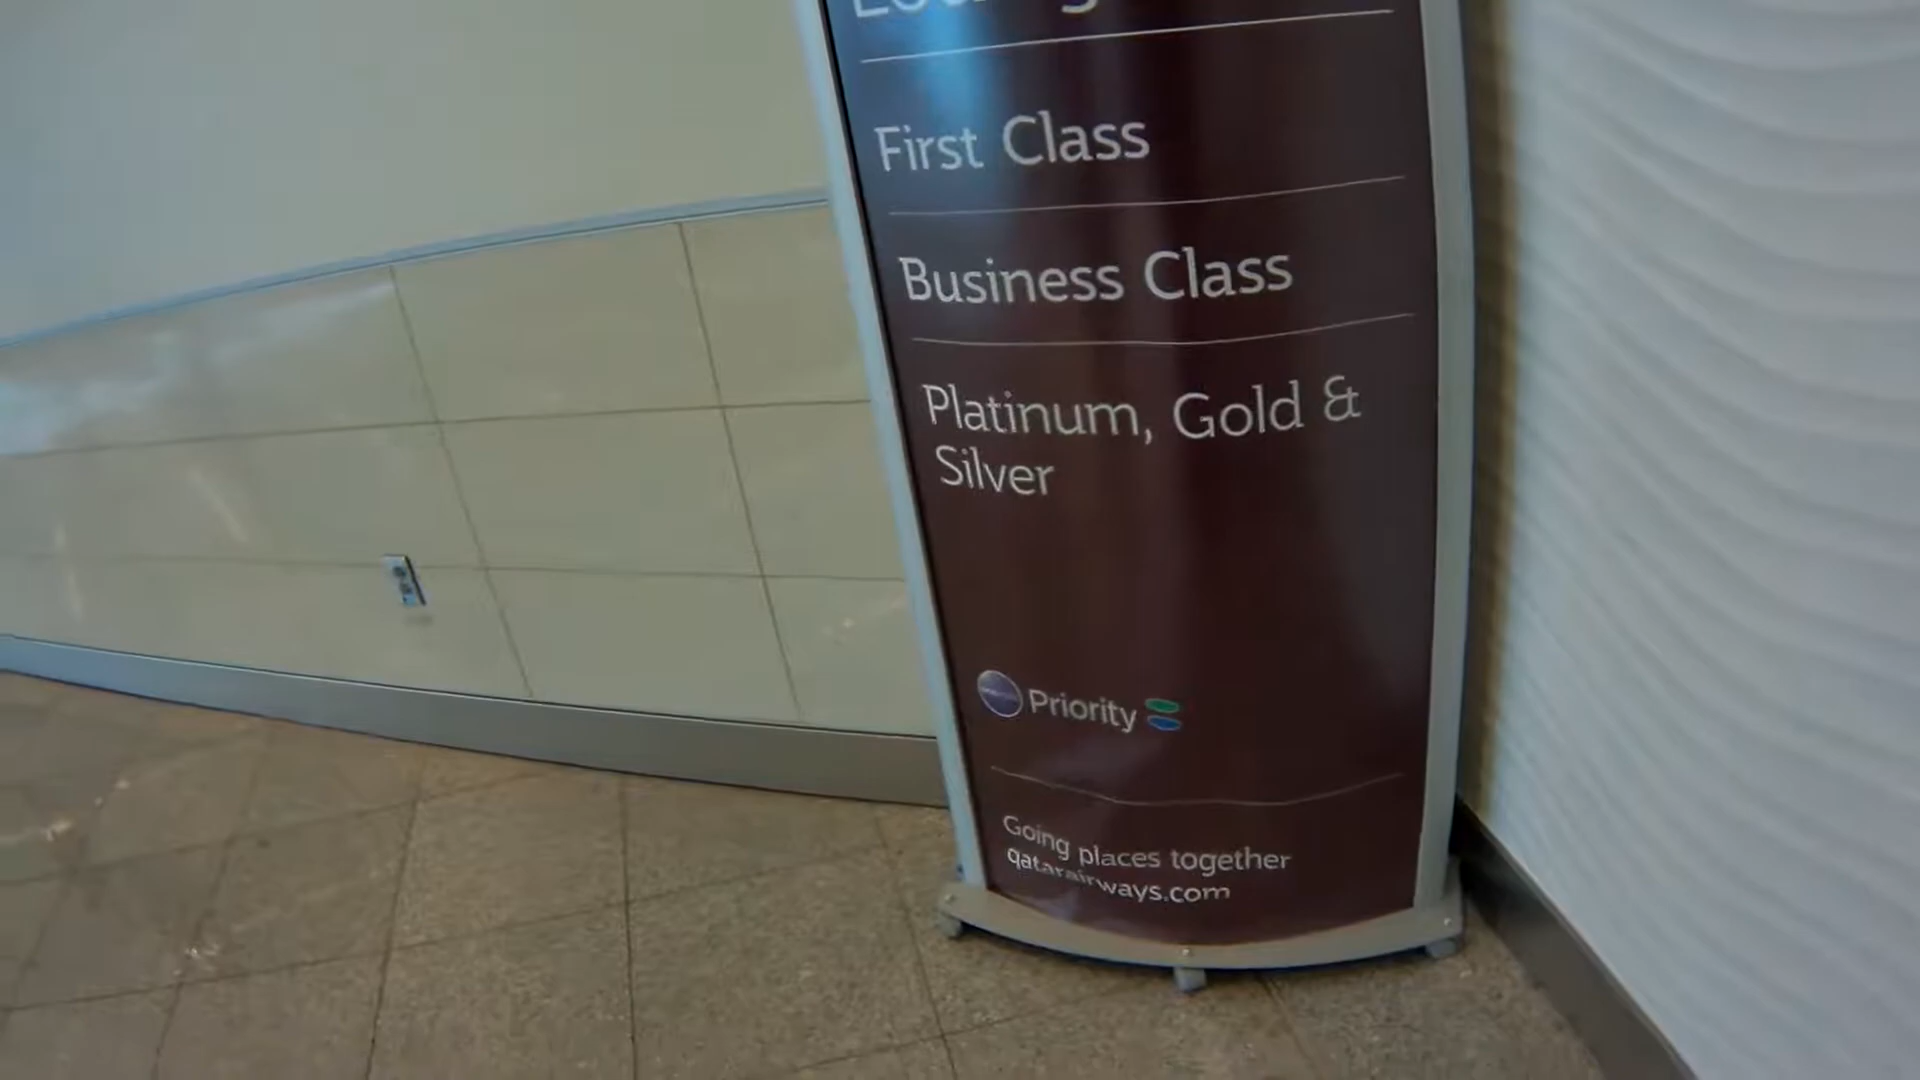 First Class
Business Class
Platinum, Gold &
Silver
Priority
Going places together
qatarairways.com